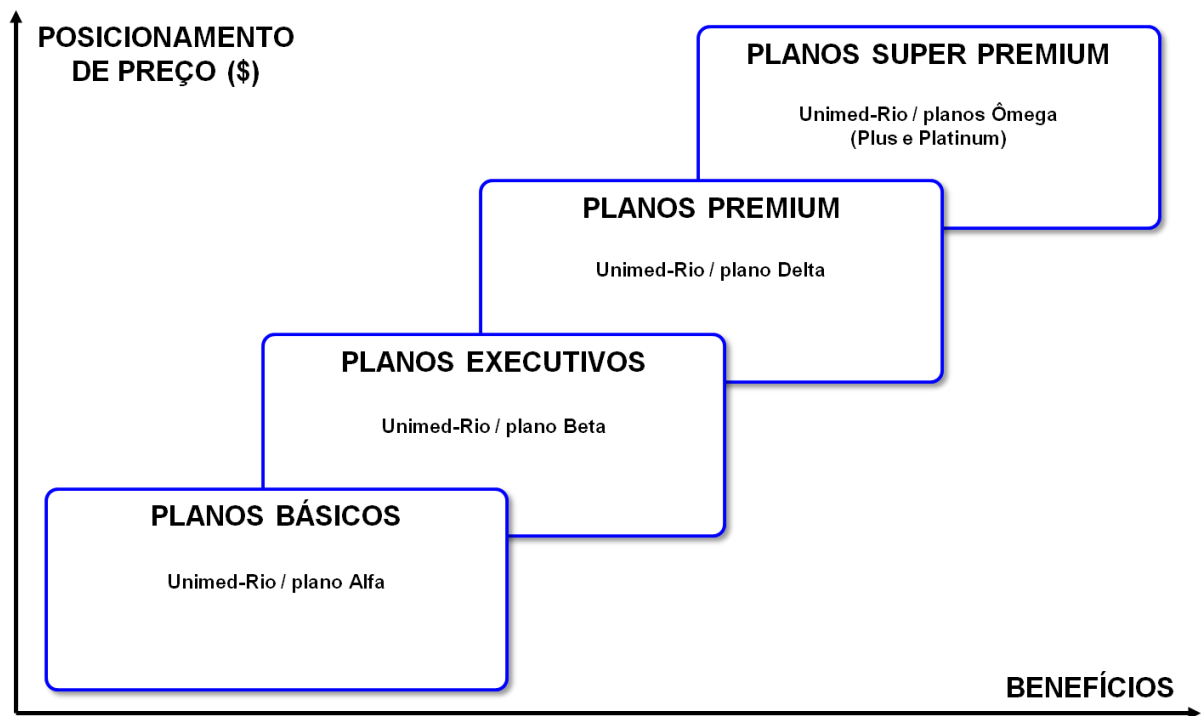 POSICIONAMENTO
DE PREÇO ($)
PLANOS SUPER PREMIUM
Unimed-Rio / planos Ômega
(Plus e Platinum)
PLANOS PREMIUM
Unimed-Rio / plano Delta
PLANOS EXECUTIVOS
Unimed-Rio / plano Beta
PLANOS BÁSICOS
Unimed-Rio / plano Alfa
BENEFÍCIOS